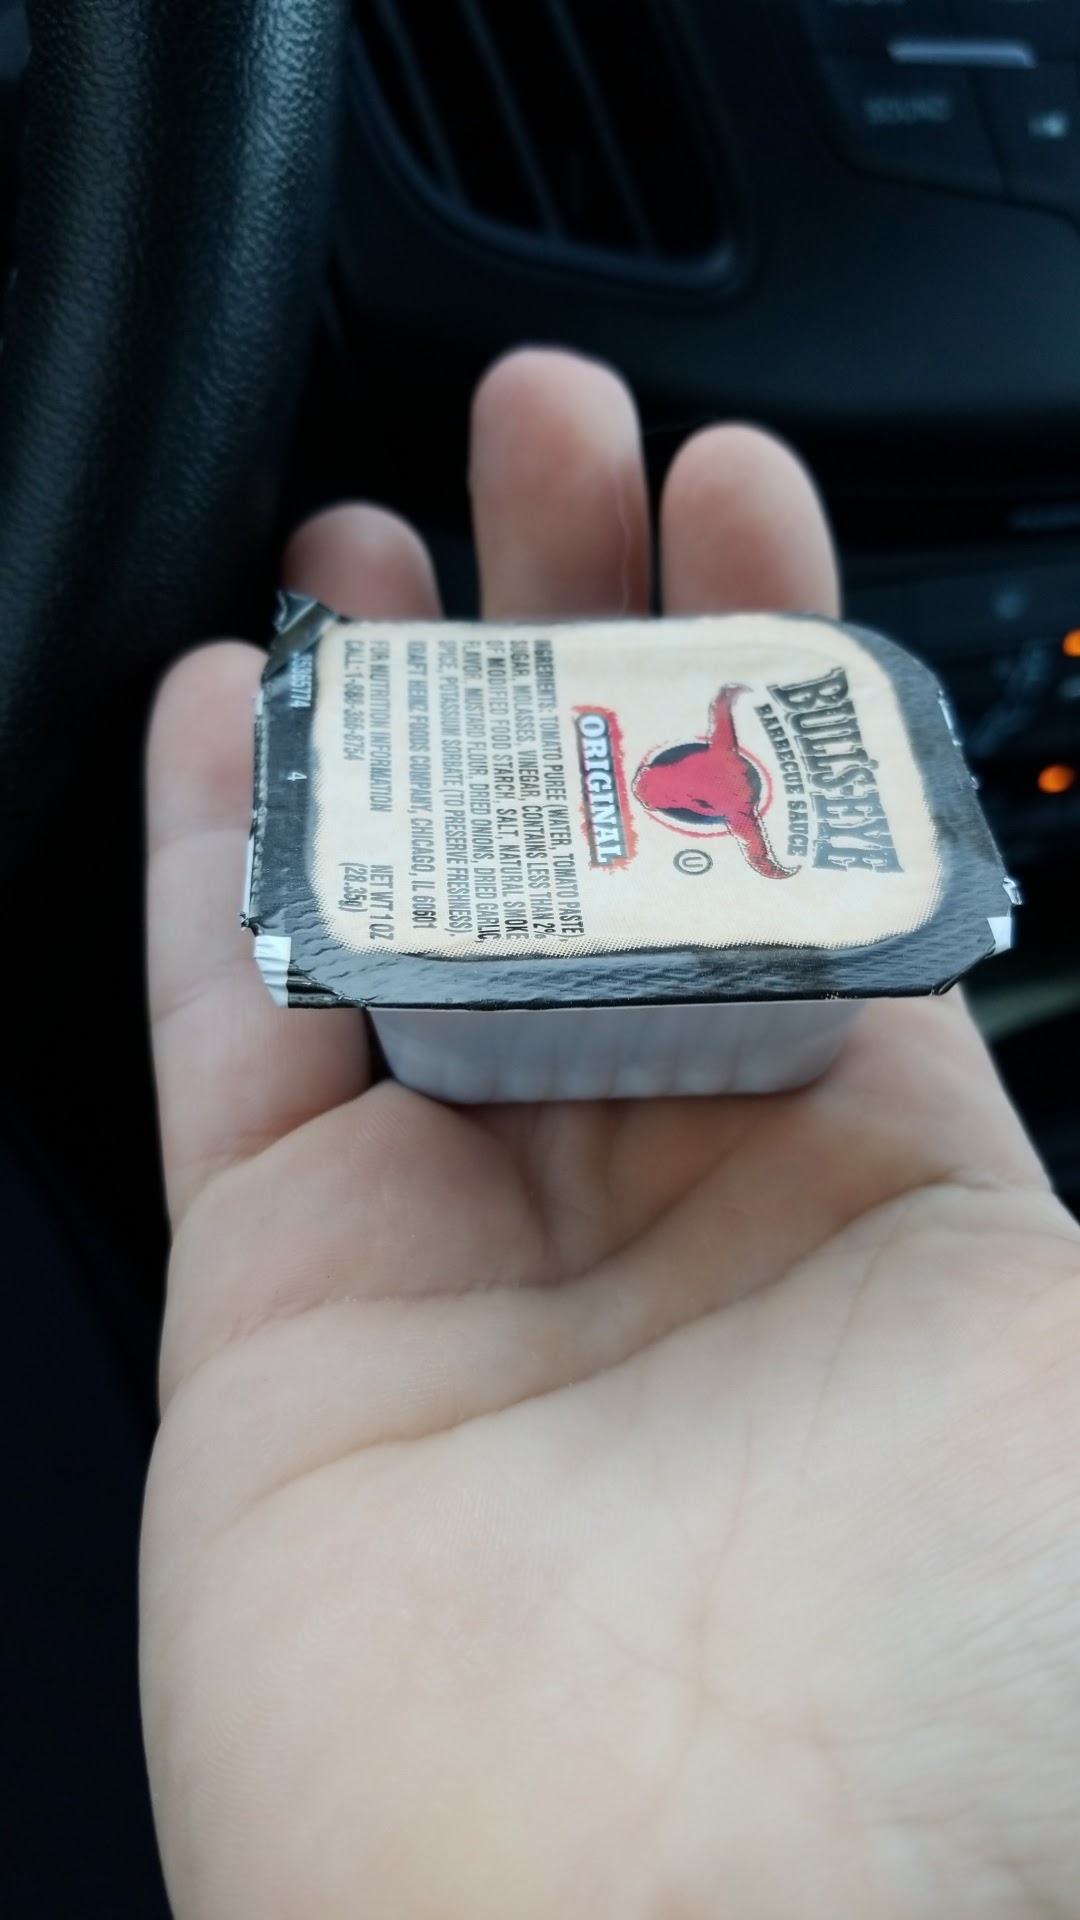 BULL'S-EYE
BARBECUE SAUCE
U
ORIGINAL
INGREDIENTS: TOMATO PUREE (WATER, TOMATO PASTE),
SUGAR, MOLASSES, VINEGAR, CONTAINS LESS THAN 2%
OF MODIFIED FOOD STARCH, SALT, NATURAL SMOKE
FLAVOR, MUSTARD FLOUR, DRIED ONIONS, DRIED GARLIC,
SPICE, POTASSIUM SORBATE (TO PRESERVE FRESHNESS).
KRAFT HEINZ FOODS COMPANY, CHICAGO, IL 60601
FOR NUTRITION INFORMATION NET WT 1 OZ
CALL: (28.35g)
4
SOUND